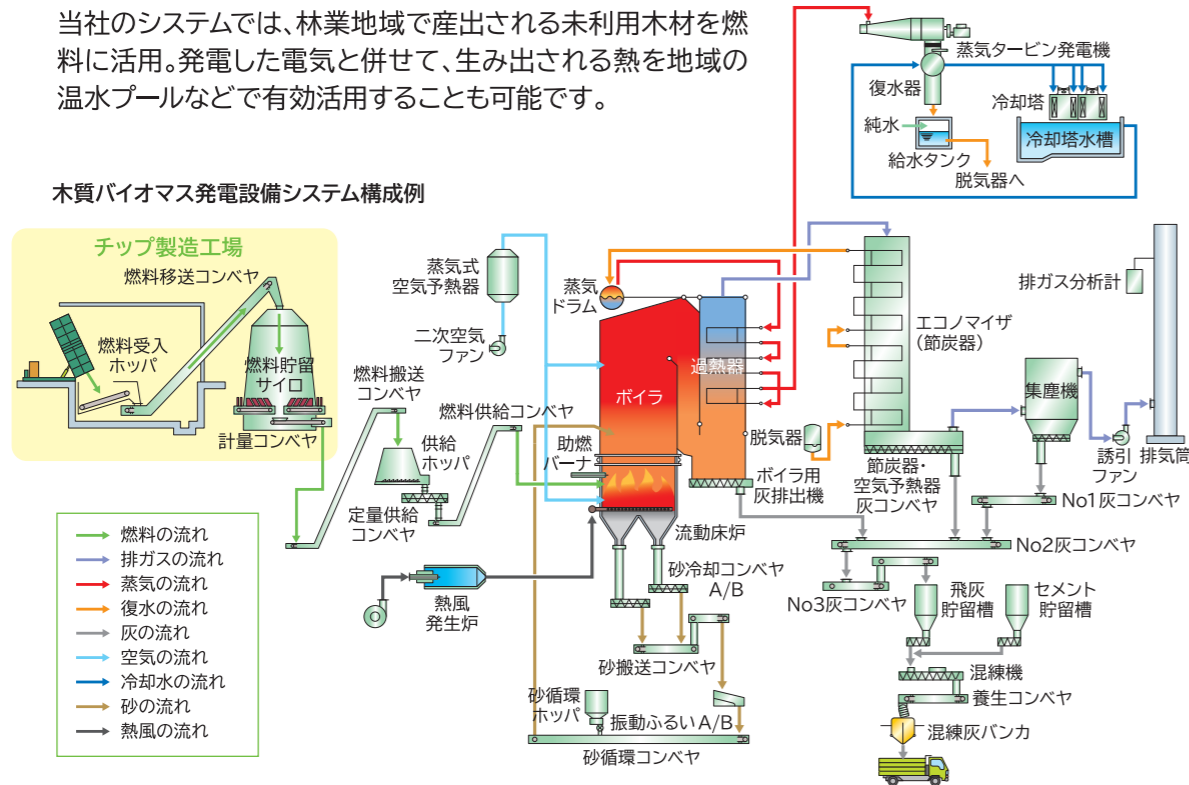 当社のシステムでは、林業地域で産出される未利用木材を燃
料に活用。発電した電気と併せて、生み出される熱を地域の
温水プールなどで有効活用することも可能です。
木質バイオマス発電設備システム構成例
チップ製造工場
燃料移送コンベヤ
燃料受入
ホッパ
燃料貯留
サイロ
計量コンベヤ
燃料搬送
コンベヤ
供給
ホッパ
定量供給
コンベヤ
燃料供給コンベヤ
蒸気式
空気予熱器
二次空気
ファン
蒸気
ドラム
ボイラ
過熱器
助燃
バーナ
流動床炉
熱風
発生炉
砂冷却コンベヤ
A/B
砂搬送コンベヤ
砂循環
ホッパ
振動ふるいA/B
砂循環コンベヤ
蒸気タービン発電機
復水器
冷却塔
純水
冷却塔水槽
給水タンク
脱気器へ
エコノマイザ
(節炭器)
脱気器
ボイラ用
灰排出機
節炭器・
空気予熱器
灰コンベヤ
排ガス分析計
集塵機
誘引
ファン
排気筒
No1灰コンベヤ
No2灰コンベヤ
No3灰コンベヤ
飛灰
貯留槽
セメント
貯留槽
混練機
養生コンベヤ
混練灰バンカ
燃料の流れ
排ガスの流れ
蒸気の流れ
復水の流れ
灰の流れ
空気の流れ
冷却水の流れ
砂の流れ
熱風の流れ